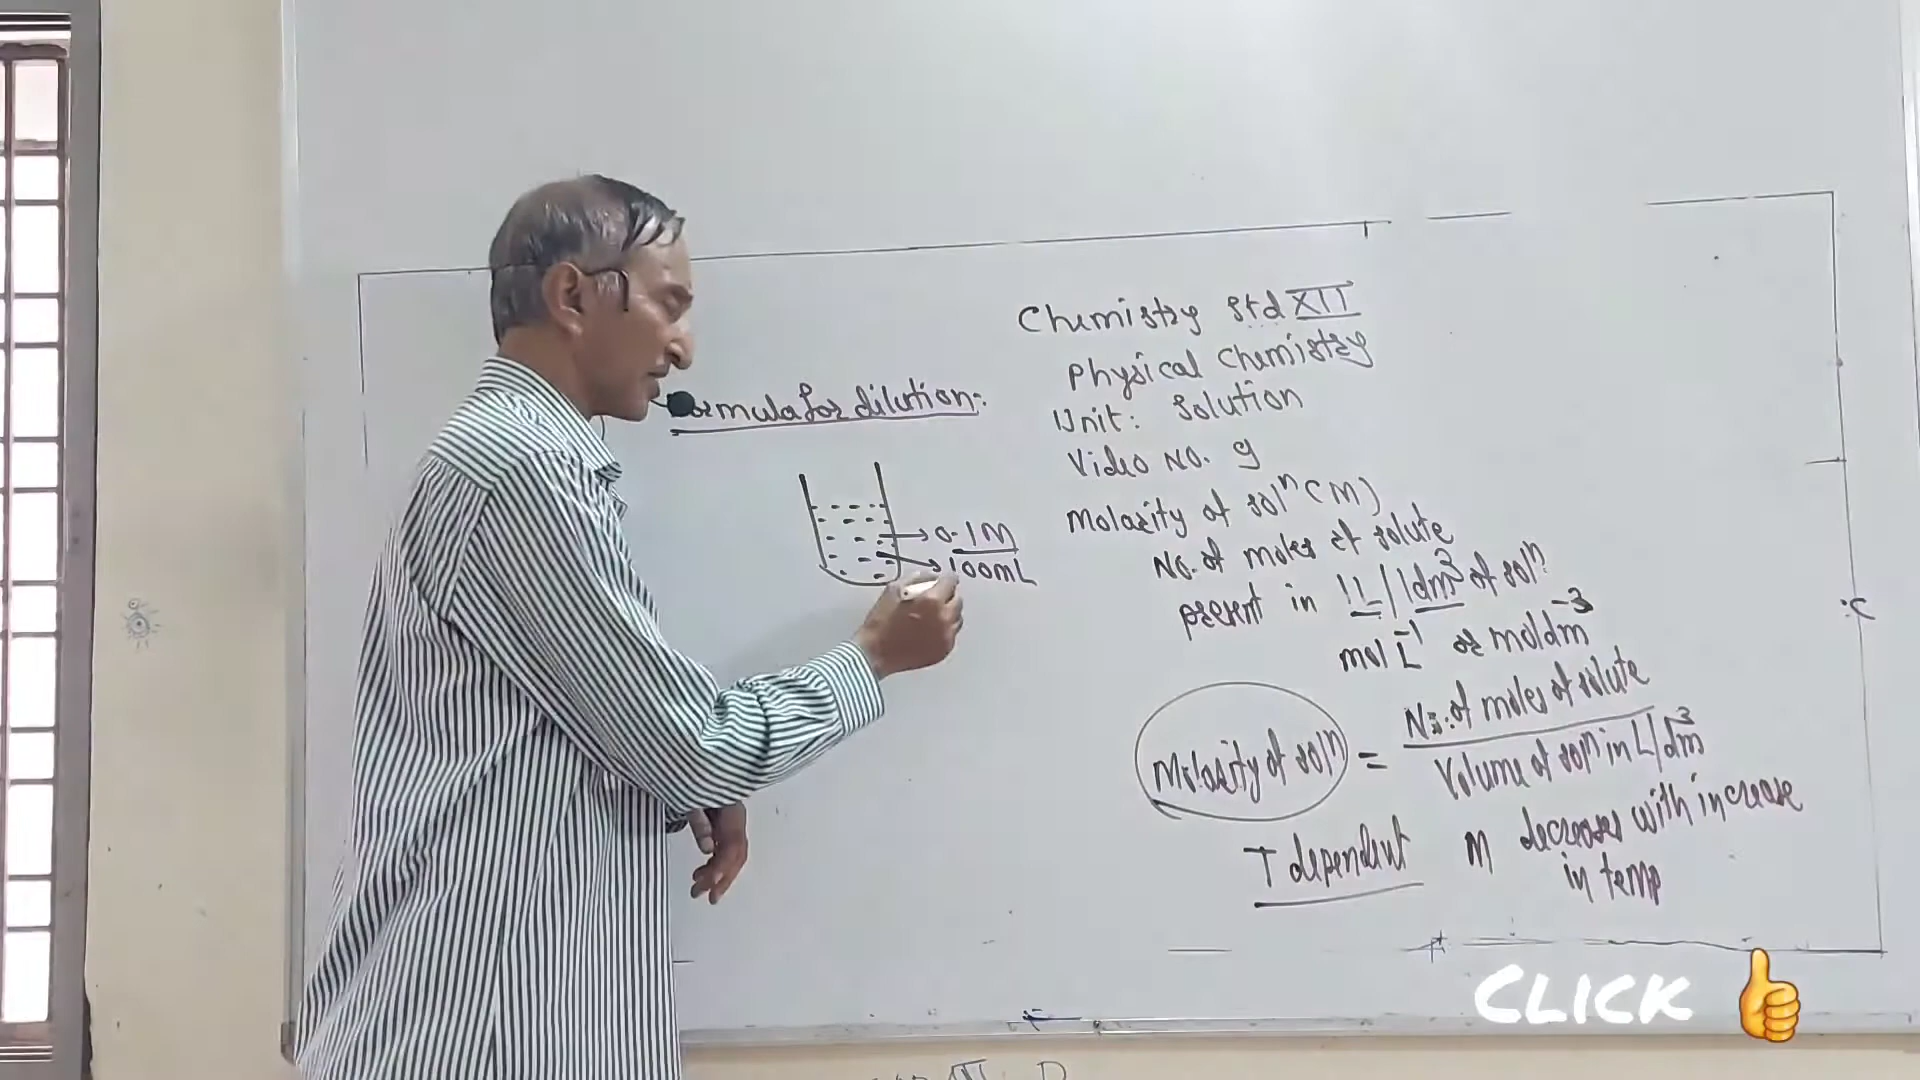 Chemistry std XII
Physical Chemistry
Unit: Solution
Video No. 9
Molarity of solⁿ (M)
No. of moles of solute
present in 1L/1dm³ of solⁿ
mol L⁻¹ or mol dm⁻³
Molarity of solⁿ = No. of moles of solute
Volume of solⁿ in L/dm³
T dependent M decreases with increase
in temp
ormula for dilution:-
0.1M
100mL
°C
CLICK 👍